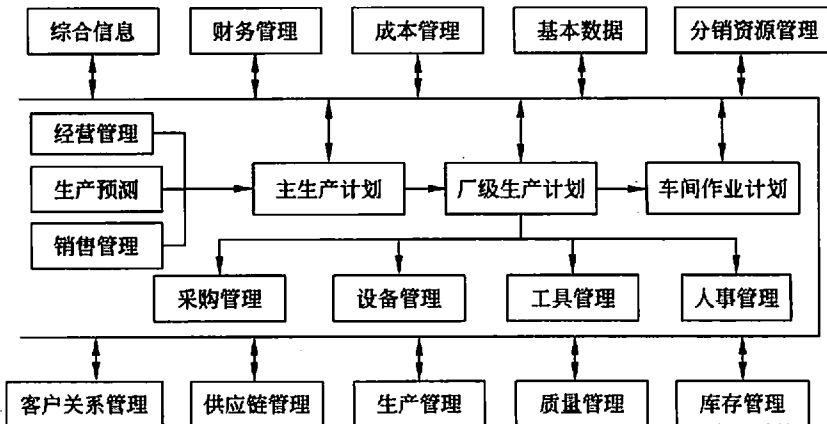 综合信息
财务管理
成本管理
基本数据
分销资源管理
经营管理
生产预测
主生产计划
厂级生产计划
车间作业计划
销售管理
采购管理
设备管理
工具管理
人事管理
客户关系管理
供应链管理
生产管理
质量管理
库存管理